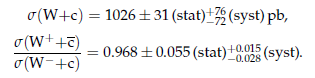 σ(W+c) = 1026 ± 31 (stat)⁺⁷⁶₋₇₂ (syst) pb,
σ(W⁺+c̄)/σ(W⁻+c) = 0.968 ± 0.055 (stat)⁺⁰·⁰¹⁵₋₀.₀₂₈ (syst).